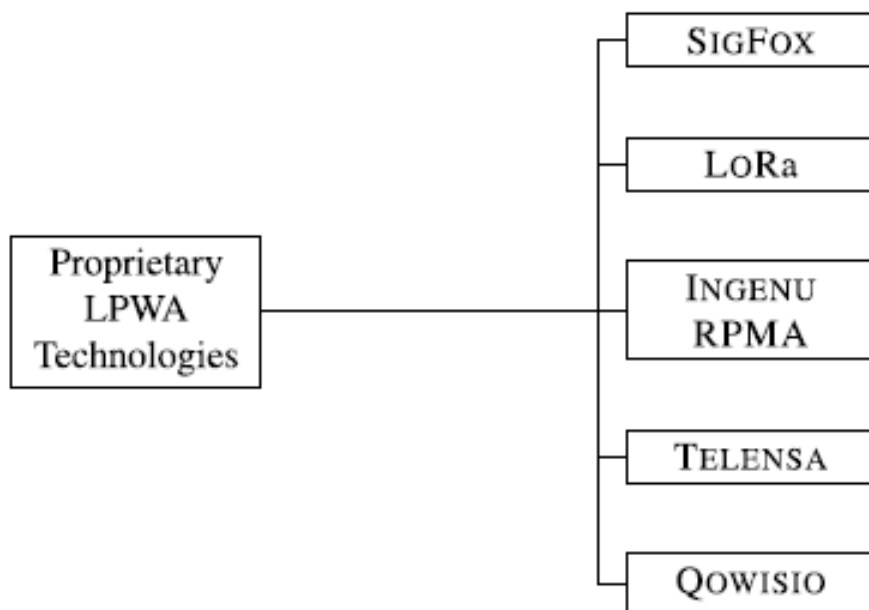 SIGFOX
LORa
Proprietary
LPWA
Technologies
INGENU
RPMA
TELENSA
QOWISIO